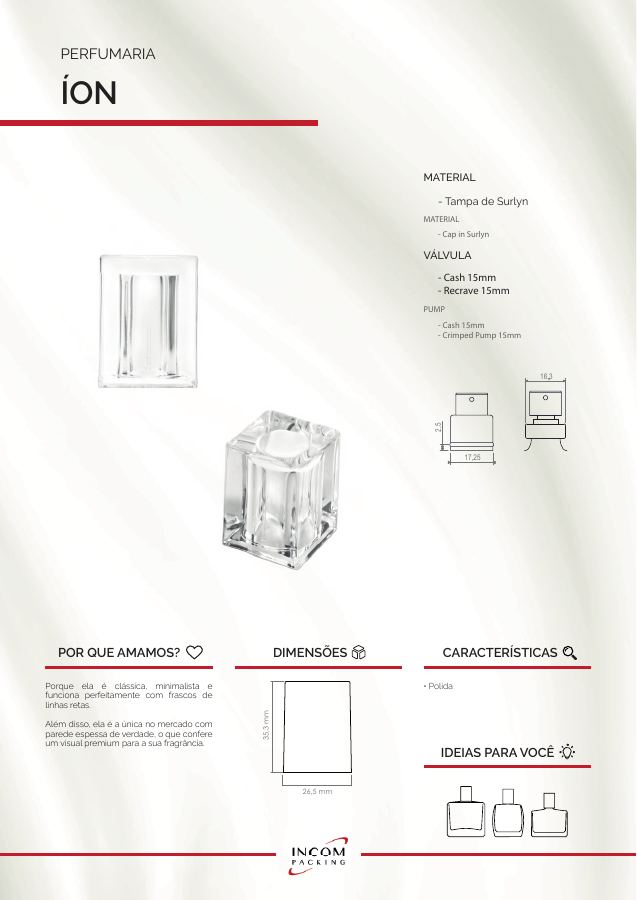 PERFUMARIA
ÍON
MATERIAL
- Tampa de Surlyn
MATERIAL
- Cap in Surlyn
VÁLVULA
- Cash 15mm
- Recrave 15mm
PUMP
- Cash 15mm
- Crimped Pump 15mm
16,3
2,5
17,25
POR QUE AMAMOS?
Porque ela é clássica, minimalista e
funciona perfeitamente com frascos de
linhas retas.
Além disso, ela é a única no mercado com
parede espessa de verdade, o que confere
um visual premium para a sua fragrância.
DIMENSÕES
35,3 mm
26,5 mm
CARACTERÍSTICAS
• Polida
IDEIAS PARA VOCÊ
INCOM
PACKING